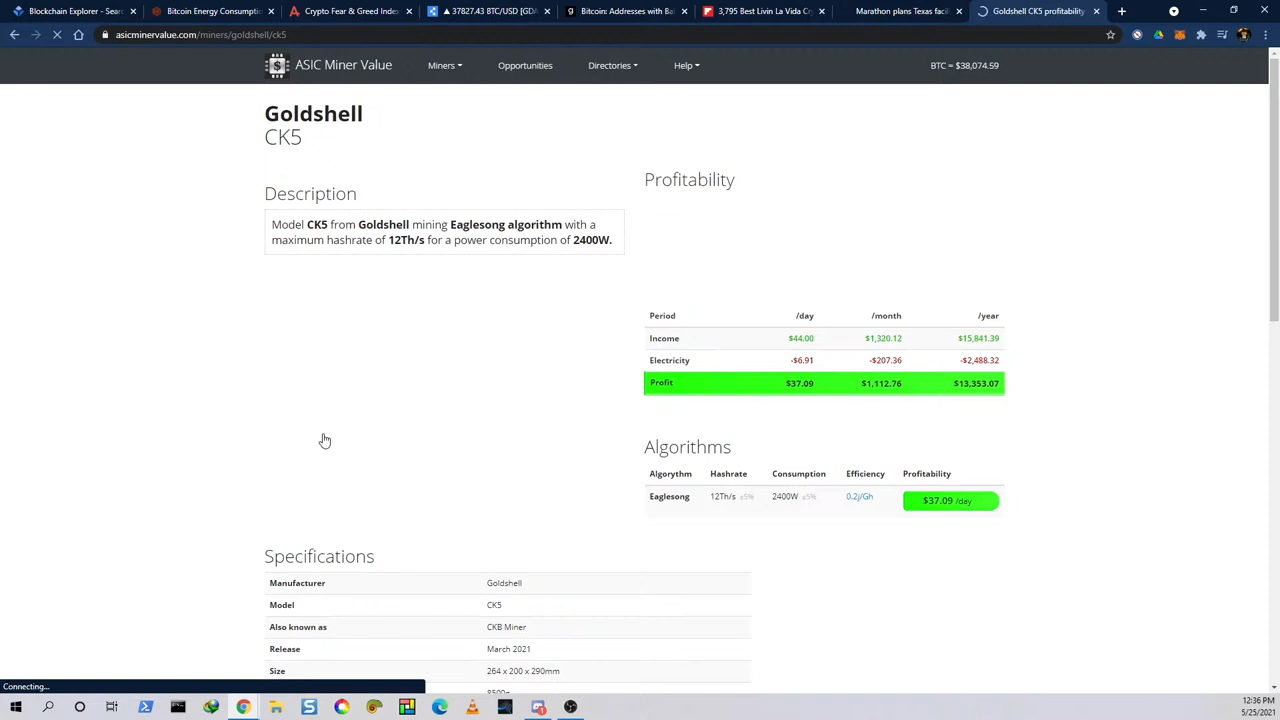 Blockchain Explorer - Sear
Bitcoin Energy Consumptio
Crypto Fear & Greed Index
▲ 37827.43 BTC/USD [GDA
Bitcoin: Addresses with Bal
3,795 Best Livin La Vida Cry
Marathon plans Texas facili
Goldshell CK5 profitability
asicminervalue.com/miners/goldshell/ck5
ASIC Miner Value
Miners
Opportunities
Directories
Help
BTC = $38,074.59
Goldshell
CK5
Description
Model CK5 from Goldshell mining Eaglesong algorithm with a
maximum hashrate of 12Th/s for a power consumption of 2400W.
Profitability
Period /day /month /year
Income $44.00 $1,320.12 $15,841.39
Electricity -$6.91 -$207.36 -$2,488.32
Profit $37.09 $1,112.76 $13,353.07
Algorithms
Algorythm Hashrate Consumption Efficiency Profitability
Eaglesong 12Th/s ±5% 2400W ±5% 0.2j/Gh $37.09 /day
Specifications
Manufacturer Goldshell
Model CK5
Also known as CKB Miner
Release March 2021
Size 264 x 200 x 290mm
Connecting...
12:36 PM
5/25/2021